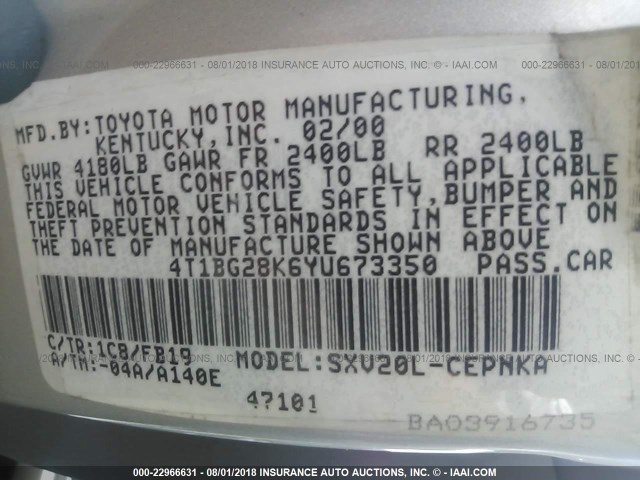 000-22966631 - 08/01/2018 - INSURANCE AUTO AUCTIONS, INC. - © IAAI.COM
MFD.BY:TOYOTA MOTOR MANUFACTURING,
KENTUCKY,INC. 02/00
GVWR 4180LB GAWR FR 2400LB RR 2400LB
THIS VEHICLE CONFORMS TO ALL APPLICABLE
FEDERAL MOTOR VEHICLE SAFETY,BUMPER AND
THEFT PREVENTION STANDARDS IN EFFECT ON
THE DATE OF MANUFACTURE SHOWN ABOVE
4T1BG28K6YU673350 PASS.CAR
C/TR:1C8/FB19
A/TM:-04A/A140E MODEL:SXV20L-CEPNKA
47101
BA03916735
000-22966631 - 08/01/2018 - INSURANCE AUTO AUCTIONS, INC. - © IAAI.COM